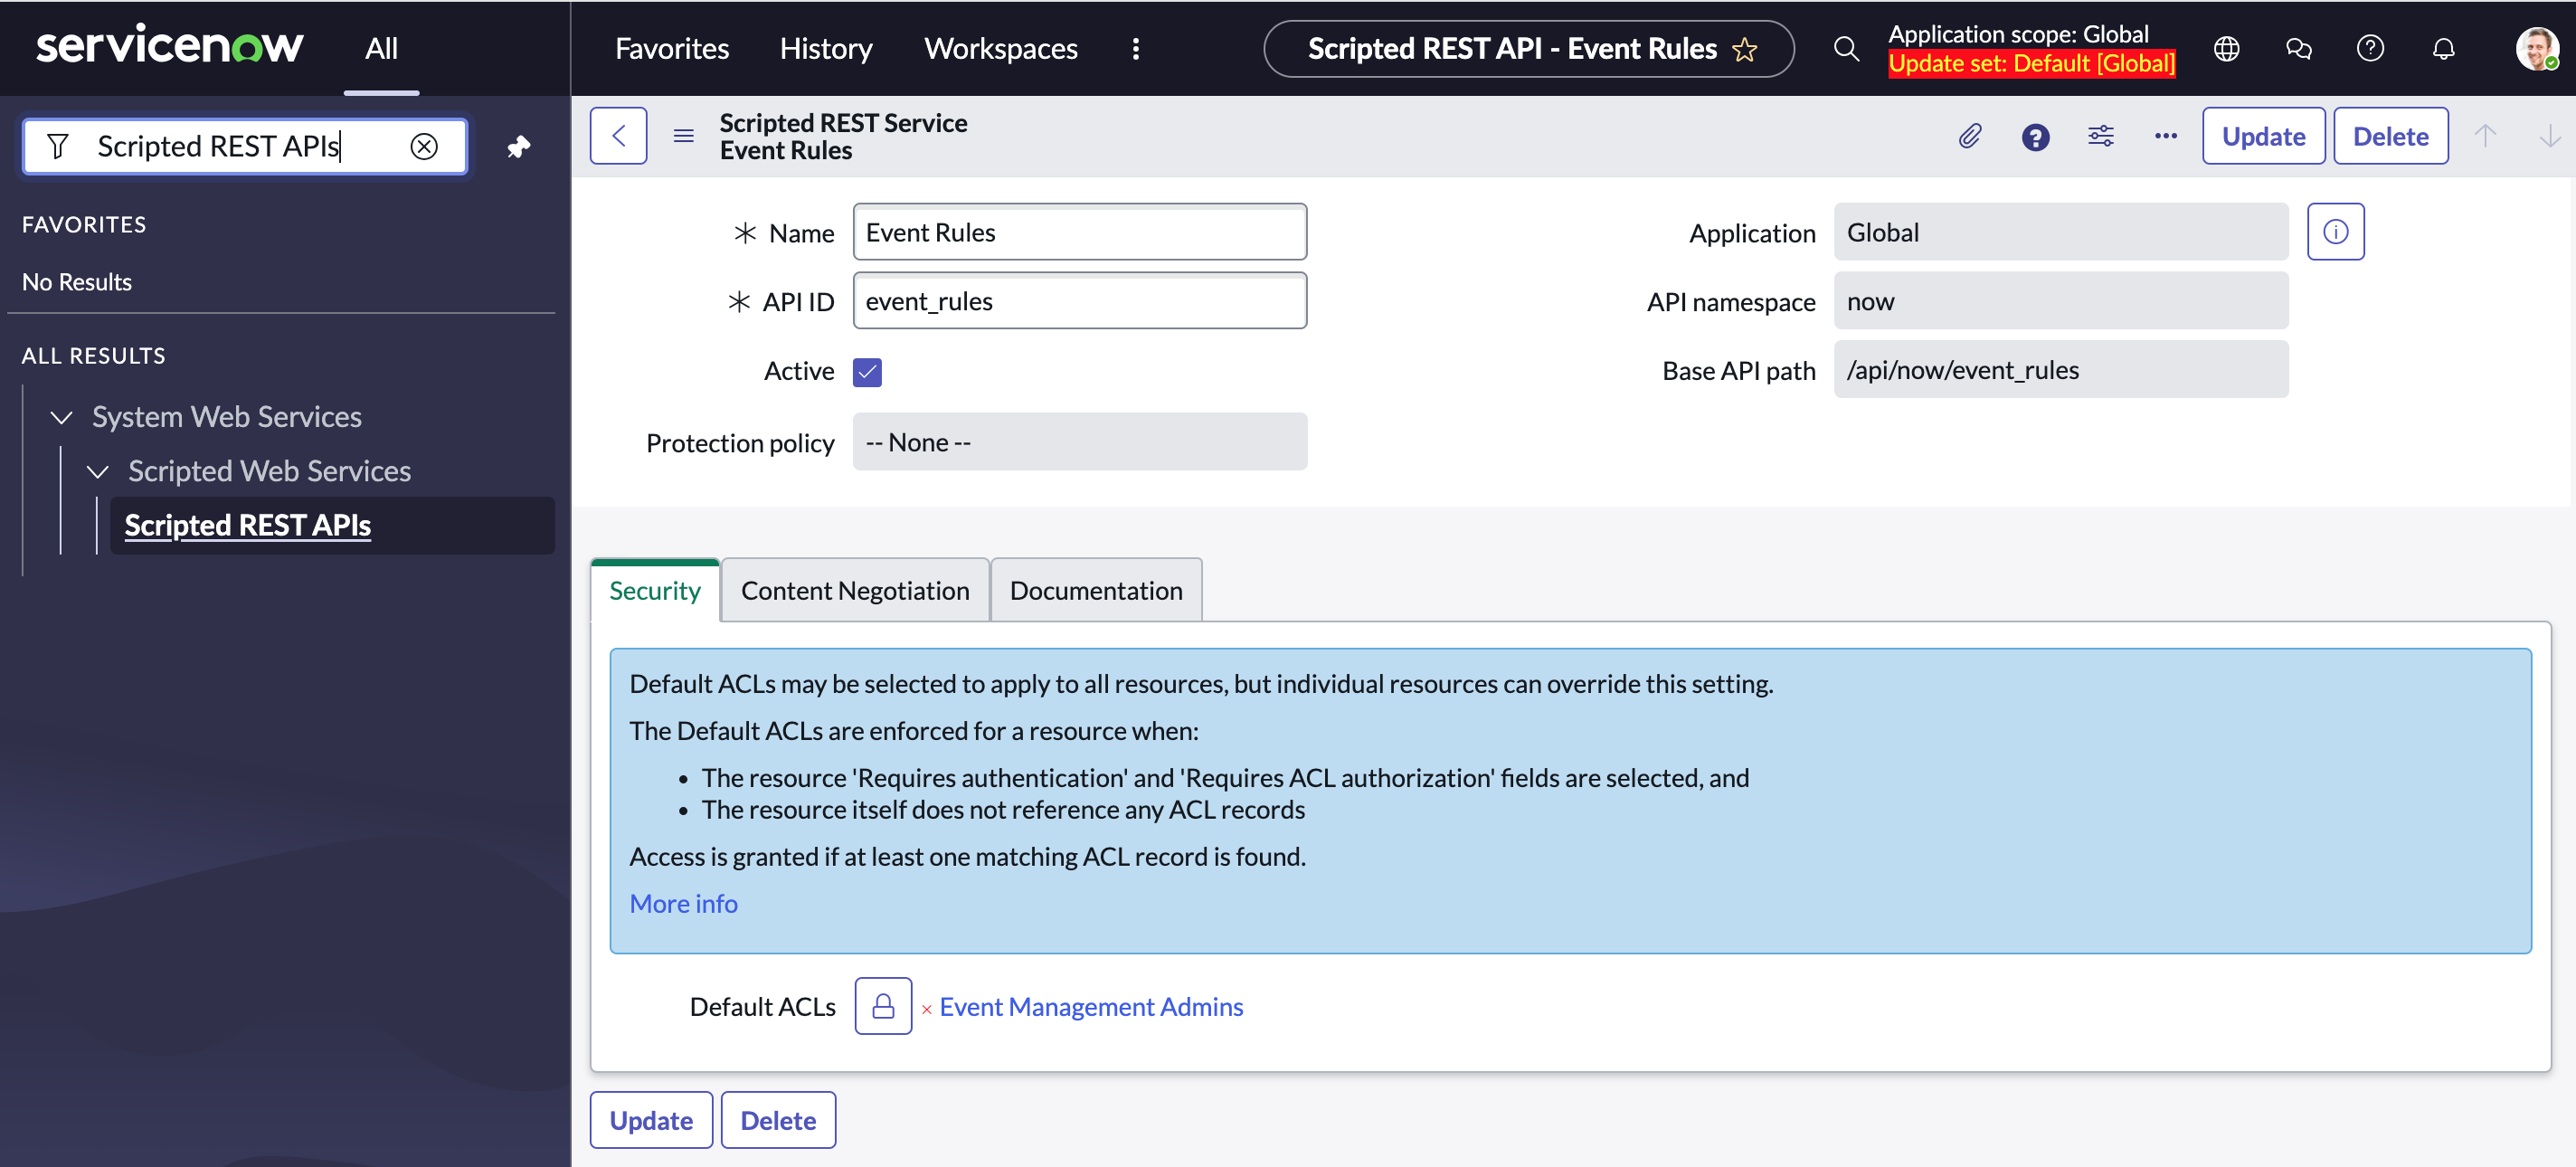 servicenow
All
Favorites
History
Workspaces
Scripted REST API - Event Rules
Application scope: Global
Update set: Default [Global]
Scripted REST APIs
FAVORITES
No Results
ALL RESULTS
System Web Services
Scripted Web Services
Scripted REST APIs
Scripted REST Service
Event Rules
Update
Delete
Name
Event Rules
API ID
event_rules
Active
Protection policy
-- None --
Application
Global
API namespace
now
Base API path
/api/now/event_rules
Security
Content Negotiation
Documentation
Default ACLs may be selected to apply to all resources, but individual resources can override this setting.
The Default ACLs are enforced for a resource when:
• The resource 'Requires authentication' and 'Requires ACL authorization' fields are selected, and
• The resource itself does not reference any ACL records
Access is granted if at least one matching ACL record is found.
More info
Default ACLs
× Event Management Admins
Update
Delete